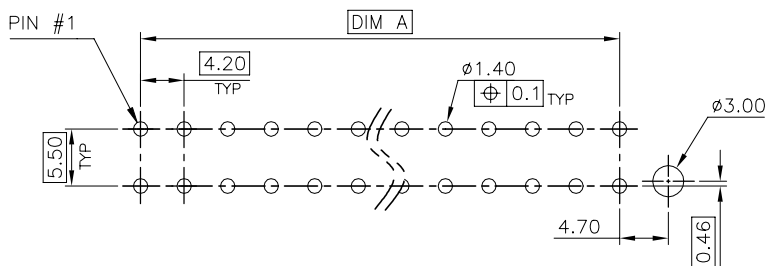 PIN #1
DIM A
4.20
TYP
ø1.40
⌖ 0.1 TYP
ø3.00
5.50
TYP
4.70
0.46